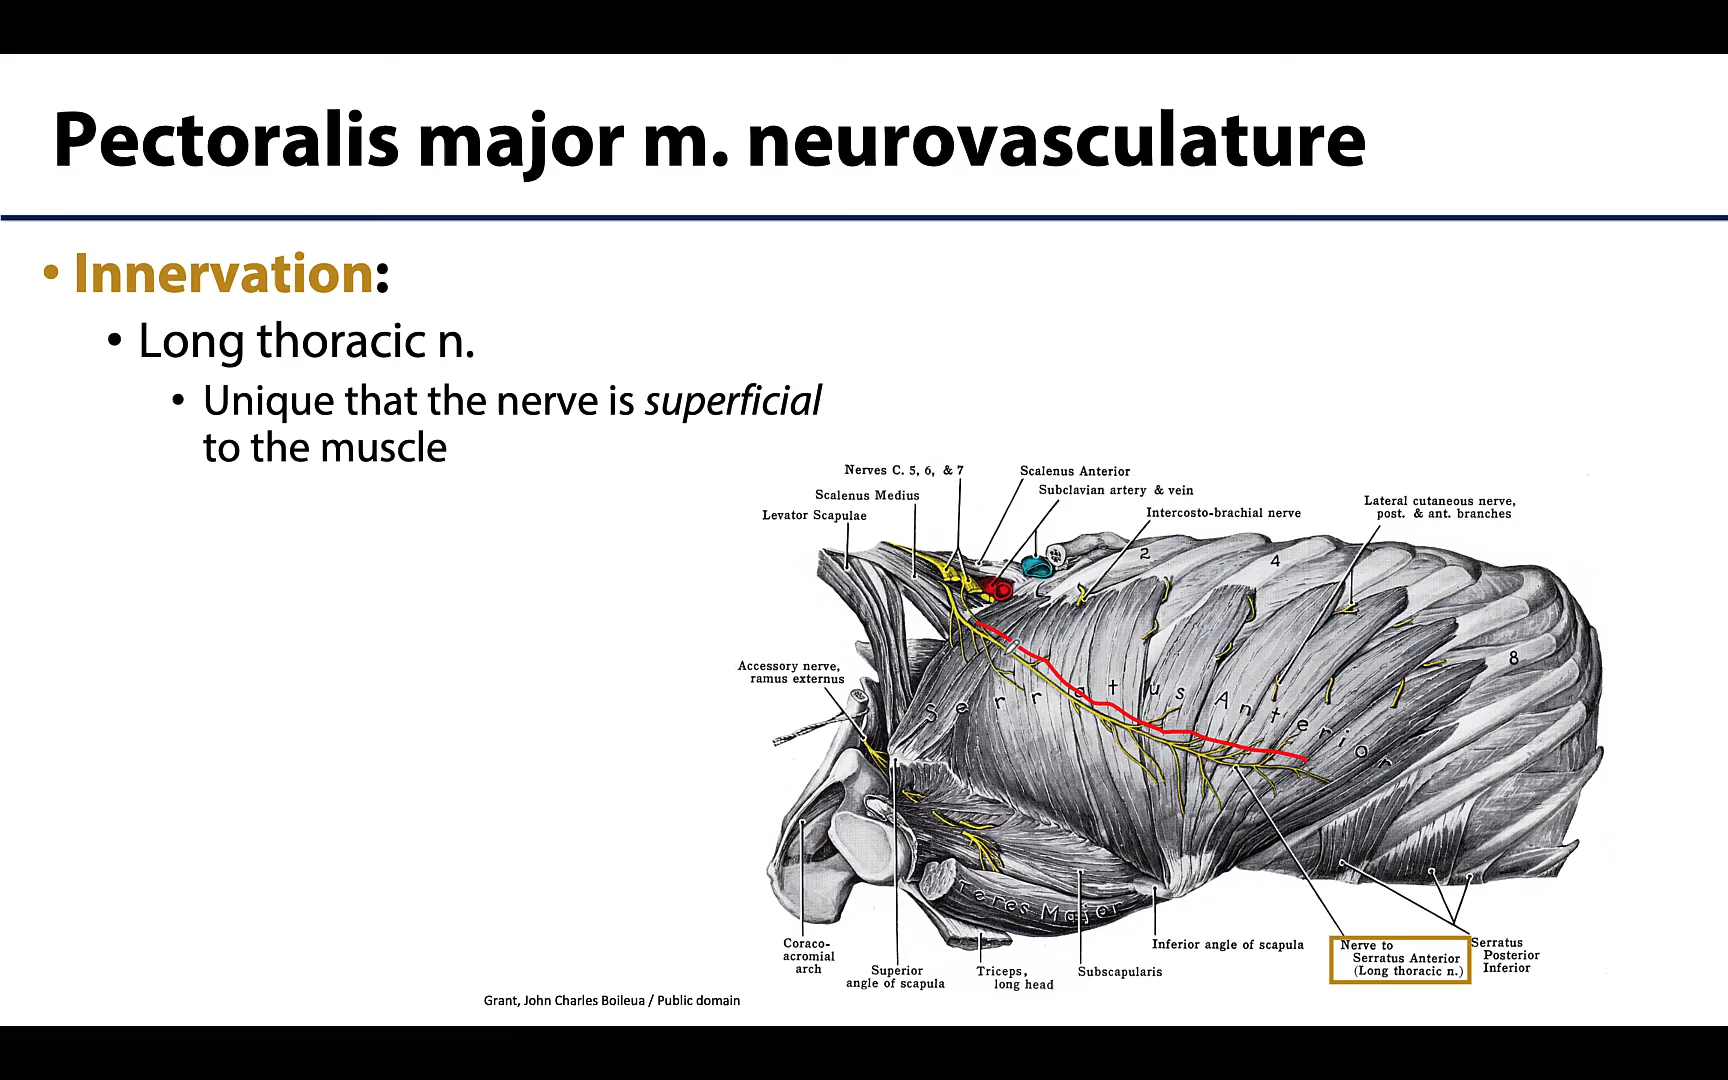 Pectoralis major m. neurovasculature
• Innervation:
• Long thoracic n.
• Unique that the nerve is superficial
to the muscle
Nerves C. 5, 6, & 7
Scalenus Anterior
Scalenus Medius
Subclavian artery & vein
Levator Scapulae
Intercosto-brachial nerve
Lateral cutaneous nerve,
post. & ant. branches
2
4
8
Accessory nerve,
ramus externus
Serratus Anterior
Teres Major
Coraco-
acromial
arch
Superior
angle of scapula
Triceps,
long head
Subscapularis
Inferior angle of scapula
Nerve to
Serratus Anterior
(Long thoracic n.)
Serratus
Posterior
Inferior
Grant, John Charles Boileua / Public domain